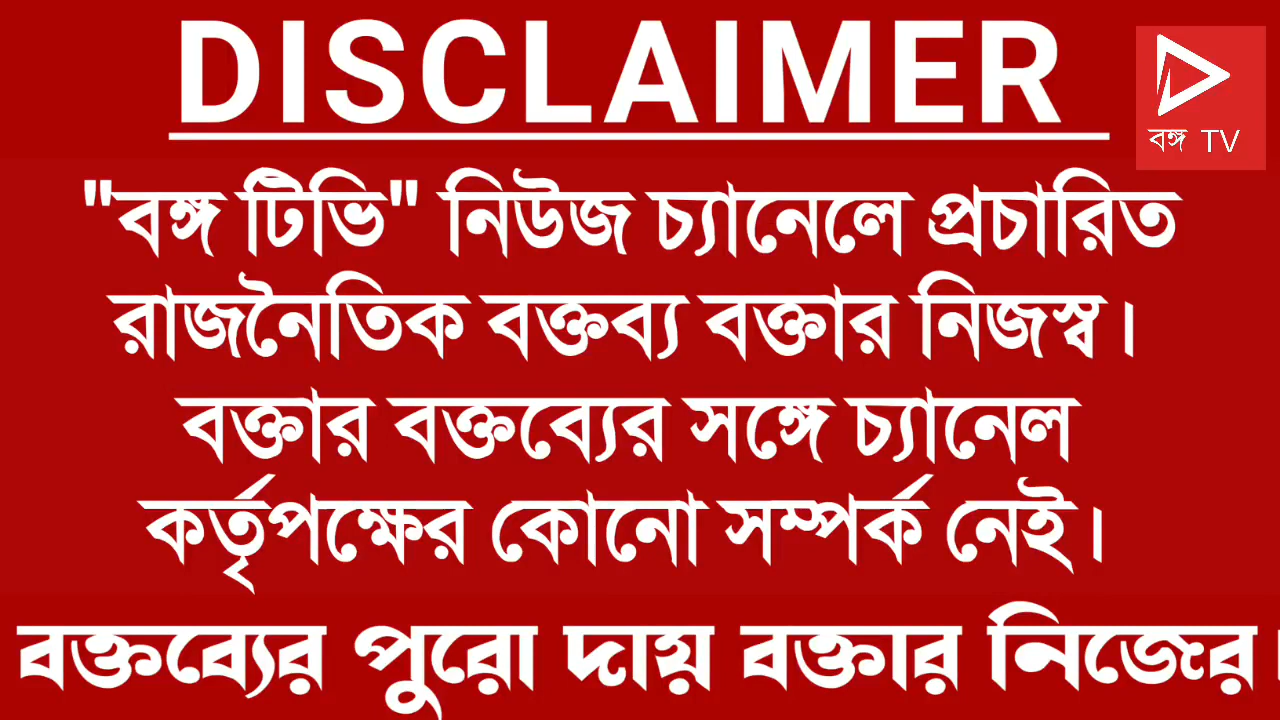 DISCLAIMER
বঙ্গ TV
"বঙ্গ টিভি" নিউজ চ্যানেলে প্রচারিত
রাজনৈতিক বক্তব্য বক্তার নিজস্ব।
বক্তার বক্তব্যের সঙ্গে চ্যানেল
কর্তৃপক্ষের কোনো সম্পর্ক নেই।
বক্তব্যের পুরো দায় বক্তার নিজের।